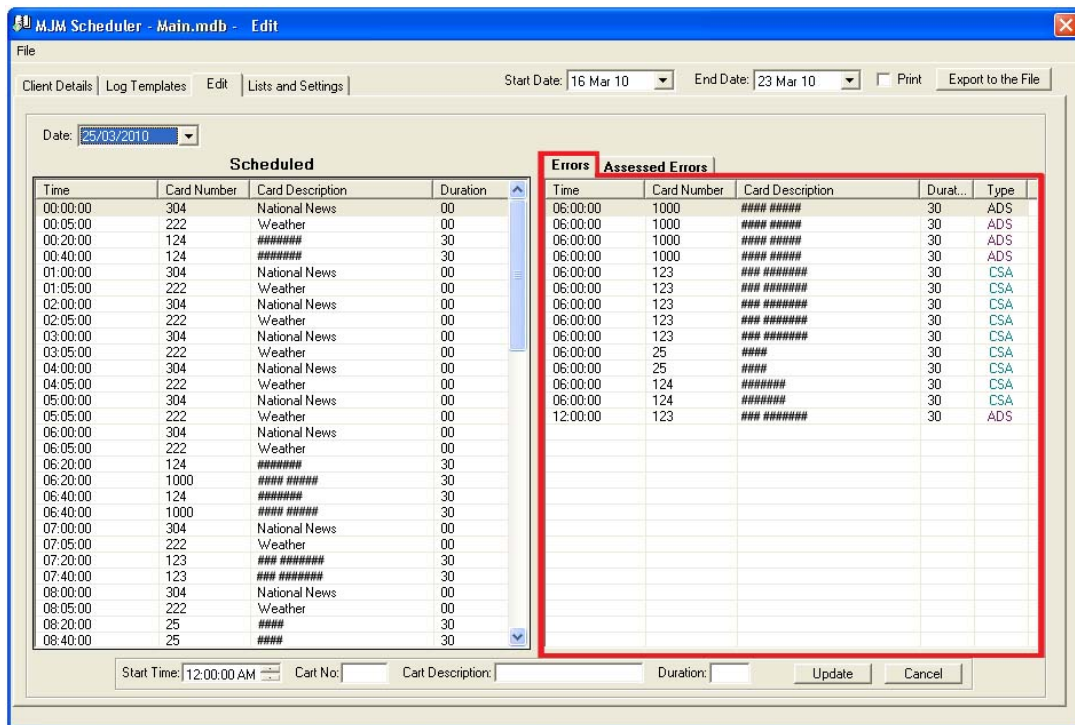 MJM Scheduler - Main.mdb - Edit
File
Client Details Log Templates Edit Lists and Settings Start Date: 16 Mar 10 End Date: 23 Mar 10 Print Export to the File
Date: 25/03/2010
Scheduled
Time Card Number Card Description Duration
00:00:00 304 National News 00
00:05:00 222 Weather 00
00:20:00 124 ####### 30
00:40:00 124 ####### 30
01:00:00 304 National News 00
01:05:00 222 Weather 00
02:00:00 304 National News 00
02:05:00 222 Weather 00
03:00:00 304 National News 00
03:05:00 222 Weather 00
04:00:00 304 National News 00
04:05:00 222 Weather 00
05:00:00 304 National News 00
05:05:00 222 Weather 00
06:00:00 304 National News 00
06:05:00 222 Weather 00
06:20:00 124 ####### 30
06:20:00 1000 #### ##### 30
06:40:00 124 ####### 30
06:40:00 1000 #### ##### 30
07:00:00 304 National News 00
07:05:00 222 Weather 00
07:20:00 123 ### ####### 30
07:40:00 123 ### ####### 30
08:00:00 304 National News 00
08:05:00 222 Weather 00
08:20:00 25 #### 30
08:40:00 25 #### 30
Errors Assessed Errors
Time Card Number Card Description Durat... Type
06:00:00 1000 #### ##### 30 ADS
06:00:00 1000 #### ##### 30 ADS
06:00:00 1000 #### ##### 30 ADS
06:00:00 1000 #### ##### 30 ADS
06:00:00 123 ### ####### 30 CSA
06:00:00 123 ### ####### 30 CSA
06:00:00 123 ### ####### 30 CSA
06:00:00 123 ### ####### 30 CSA
06:00:00 123 ### ####### 30 CSA
06:00:00 25 #### 30 CSA
06:00:00 25 #### 30 CSA
06:00:00 124 ####### 30 CSA
06:00:00 124 ####### 30 CSA
12:00:00 123 ### ####### 30 ADS
Start Time: 12:00:00 AM Cart No: Cart Description: Duration: Update Cancel